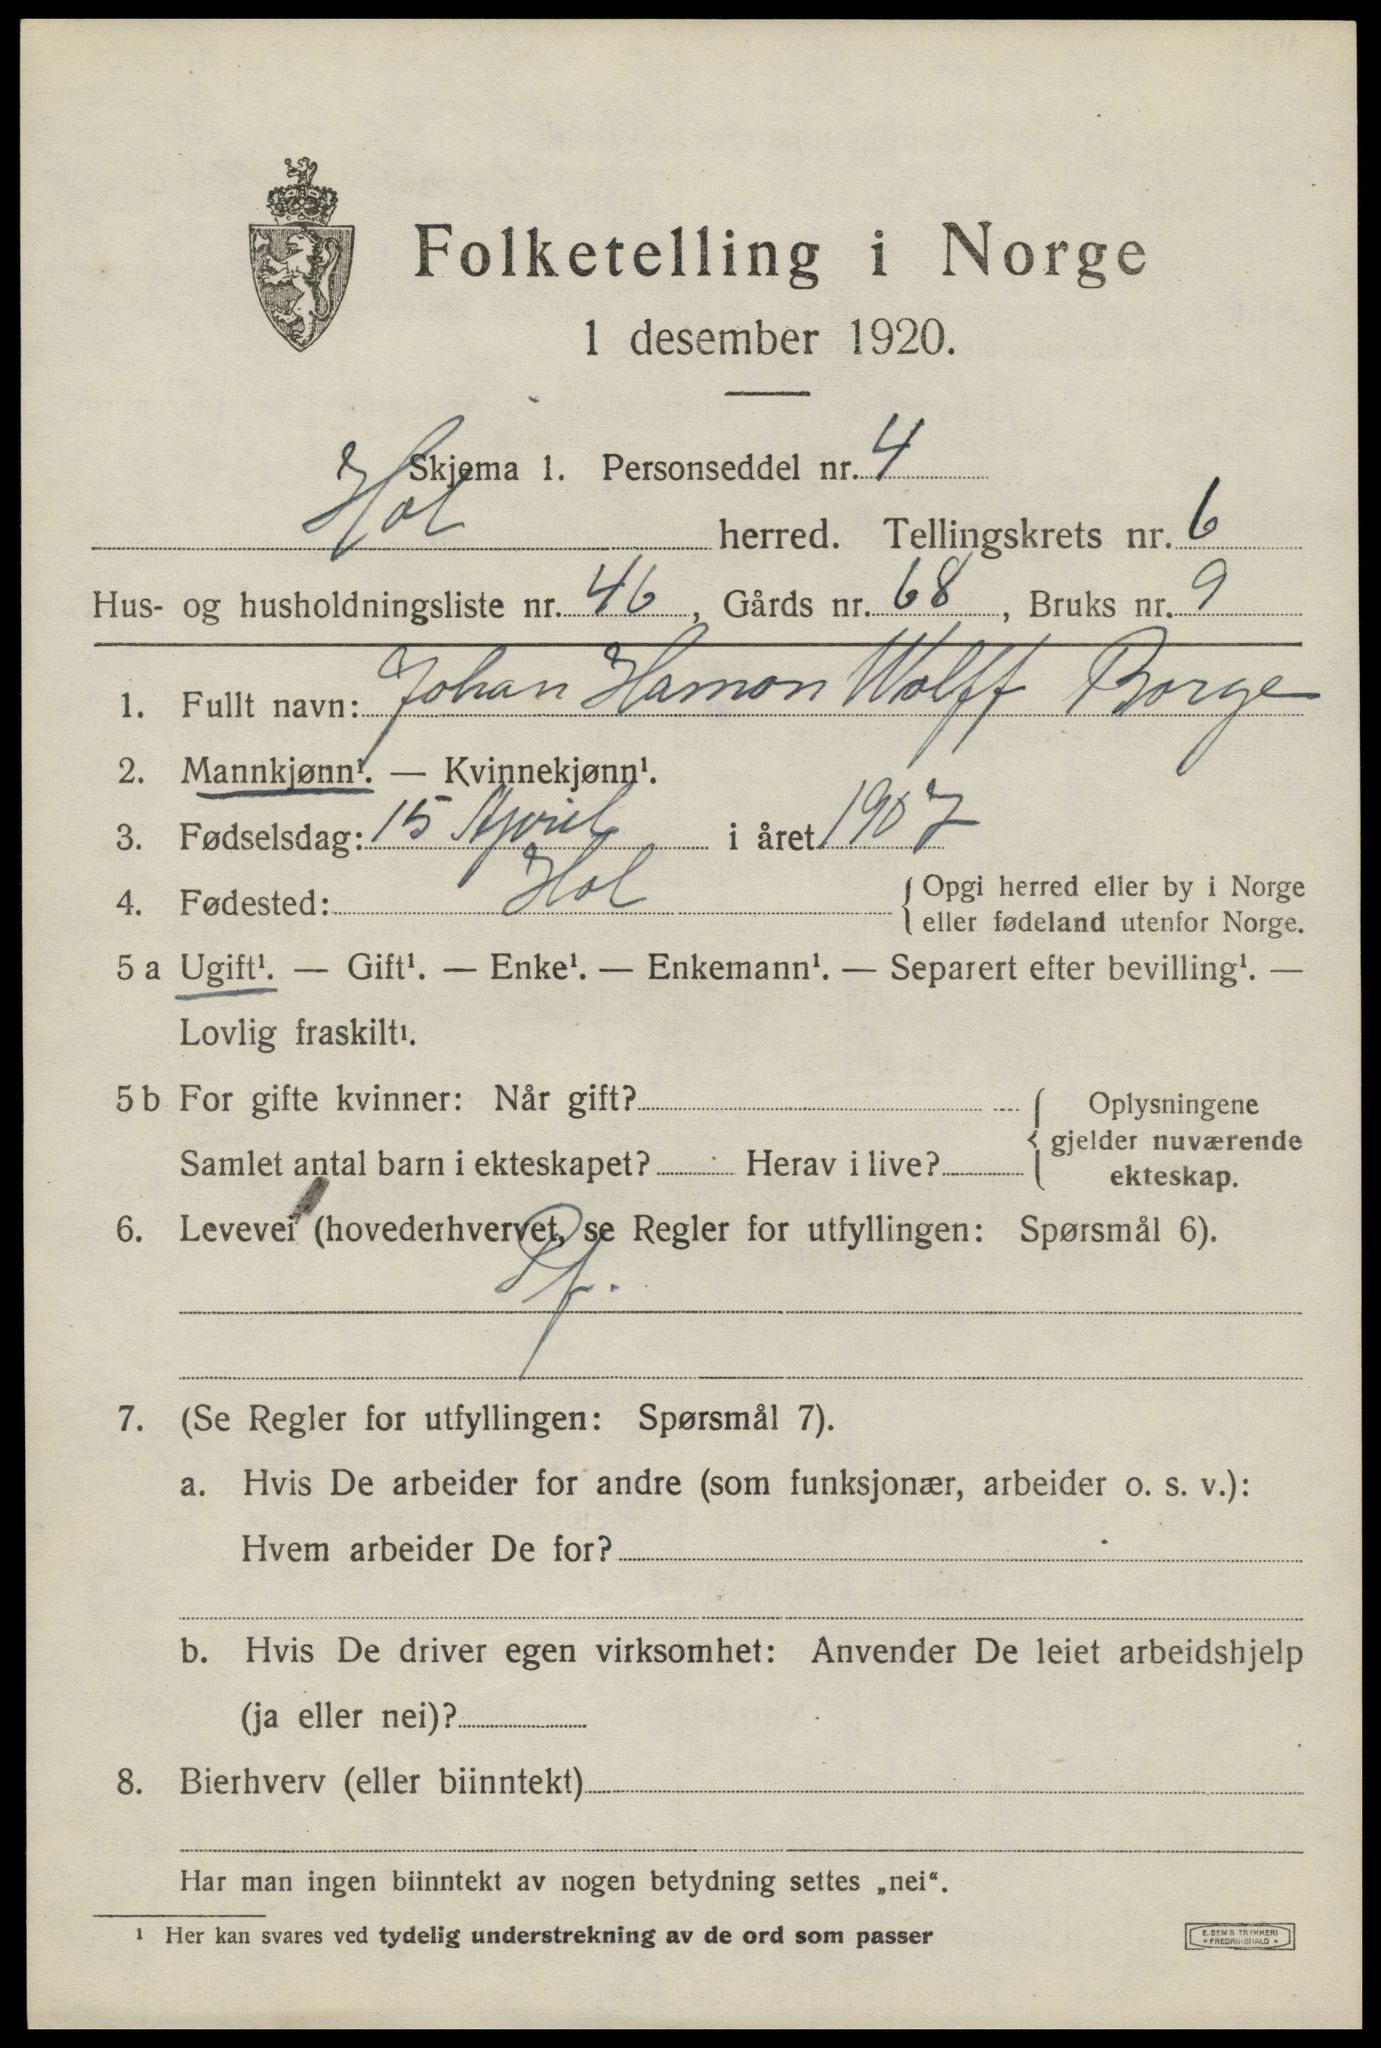 Folketelling i Norge
1 desember 1920.
Skjema 1. Personseddel nr. 4
Hol herred. Tellingskrets nr. 6
Hus- og husholdningsliste nr. 46, Gårds nr. 68, Bruks nr. 9
1. Fullt navn: Johan Hamon Wolff Borge
2. Mannkjønn¹. — Kvinnekjønn¹.
3. Fødselsdag: 15 April i året 1907
4. Fødested: Hol { Opgi herred eller by i Norge
eller fødeland utenfor Norge.
5 a Ugift¹. — Gift¹. — Enke¹. — Enkemann¹. — Separert efter bevilling¹. —
Lovlig fraskilt¹.
5 b For gifte kvinner: Når gift? { Oplysningene
gjelder nuværende
Samlet antal barn i ekteskapet? Herav i live? ekteskap.
6. Levevei (hovederhvervet, se Regler for utfyllingen: Spørsmål 6).
7. (Se Regler for utfyllingen: Spørsmål 7).
a. Hvis De arbeider for andre (som funksjonær, arbeider o. s. v.):
Hvem arbeider De for?
b. Hvis De driver egen virksomhet: Anvender De leiet arbeidshjelp
(ja eller nei)?
8. Bierhverv (eller biinntekt)
Har man ingen biinntekt av nogen betydning settes „nei“.
¹ Her kan svares ved tydelig understrekning av de ord som passer
E. SEM'S TRYKKERI
* FREDRIKSHALD *